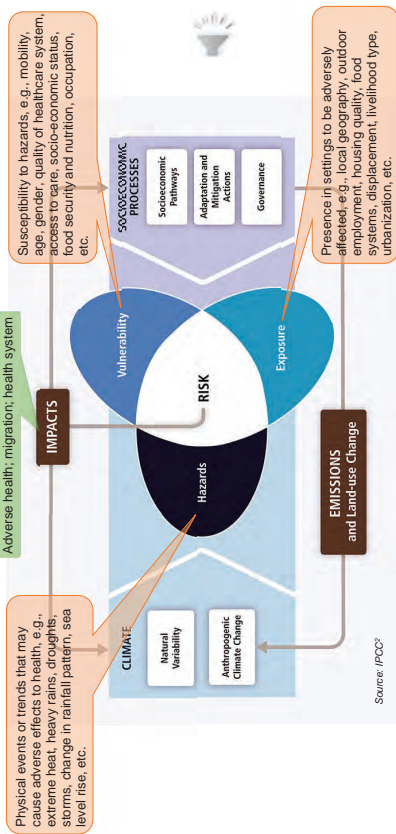 Adverse health; migration; health system
Physical events or trends that may
cause adverse effects to health, e.g.,
extreme heat, heavy rains, droughts,
storms, change in rainfall pattern, sea
level rise, etc.
IMPACTS
Susceptibility to hazards, e.g., mobility,
age, gender, quality of healthcare system,
access to care, socio-economic status,
food security and nutrition, occupation,
etc.
CLIMATE
Natural
Variability
Anthropogenic
Climate Change
Hazards
Vulnerability
RISK
Exposure
SOCIOECONOMIC
PROCESSES
Socioeconomic
Pathways
Adaptation and
Mitigation
Actions
Governance
EMISSIONS
and Land-use Change
Presence in settings to be adversely
affected, e.g., local geography, outdoor
employment, housing quality, food
systems, displacement, livelihood type,
urbanization, etc.
Source: IPCC²